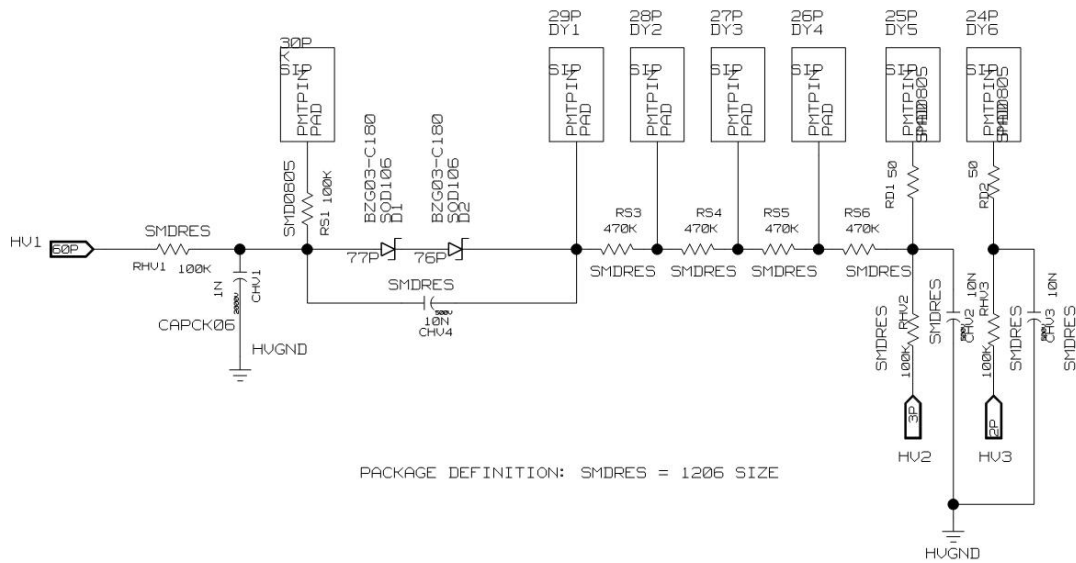 29P
DY1
28P
DY2
27P
DY3
26P
DY4
25P
DY5
24P
DY6
30P
K
SIP
PMTPIN
PAD
SIP
PMTPIN
PAD
SIP
PMTPIN
PAD
SIP
PMTPIN
PAD
SIP
PMTPIN
PAD
SIP
PMTPIN
SMD0805
SIP
PMTPIN
SMD0805
SMD0805
RS1
100K
BZG03-C180
SOD106
D1
BZG03-C180
SOD106
D2
RD1
50
RD2
50
HV1
60P
SMDRES
RHV1
100K
77P
76P
RS3
470K
SMDRES
RS4
470K
SMDRES
RS5
470K
SMDRES
RS6
470K
SMDRES
1N
2000V
CHV1
CAPCK06
HVGND
SMDRES
500V
10N
CHV4
SMDRES
RHV2
100K
SMDRES
10N
CHV2
SMDRES
RHV3
100K
SMDRES
10N
CHV3
SMDRES
3P
HV2
2P
HV3
PACKAGE DEFINITION: SMDRES = 1206 SIZE
HVGND